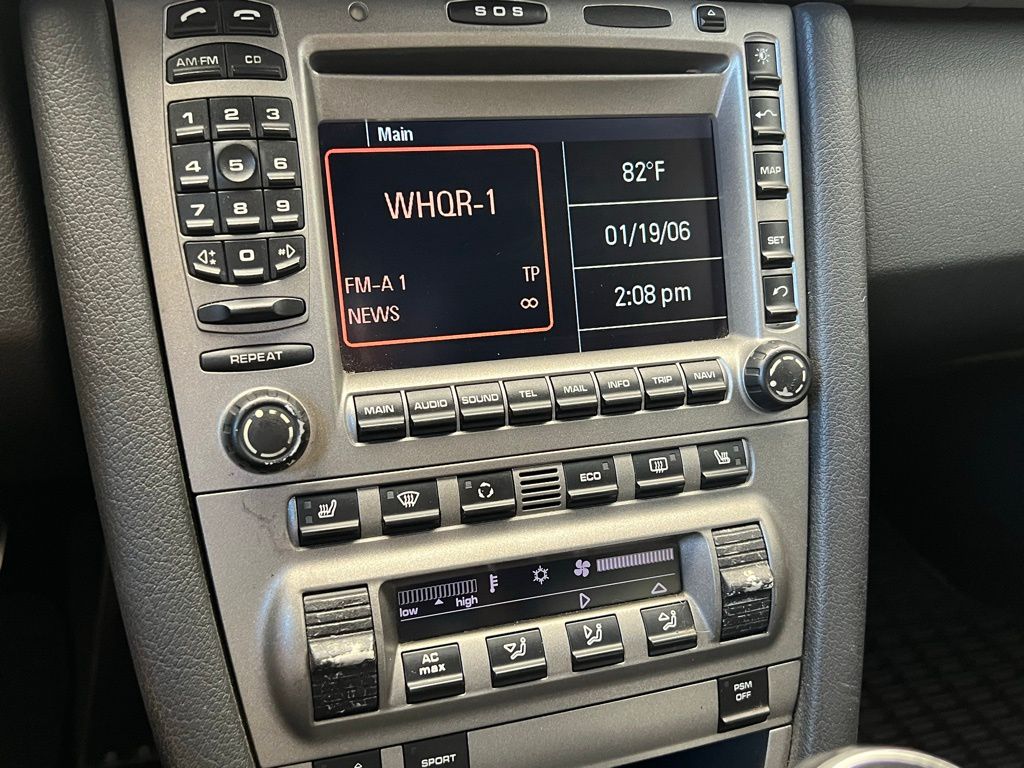 SOS
AM·FM CD
1 2 3
4 5 6
7 8 9
* 0 #
REPEAT
Main
WHQR-1
FM-A 1 TP
NEWS ∞
82°F
01/19/06
2:08 pm
MAP
SET
MAIN AUDIO SOUND TEL MAIL INFO TRIP NAVI
ECO
low high
AC
max
PSM
OFF
SPORT